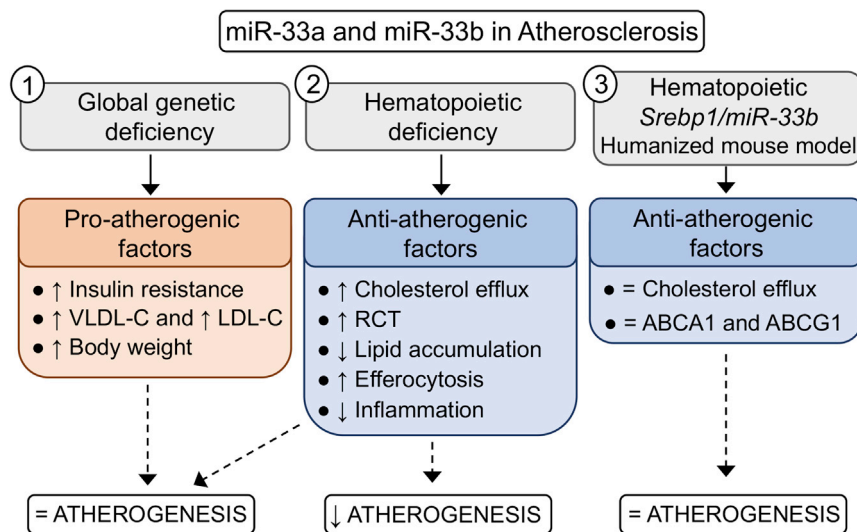 miR-33a and miR-33b in Atherosclerosis
1
Global genetic
deficiency
2
Hematopoietic
deficiency
3
Hematopoietic
Srebp1/miR-33b
Humanized mouse model
Pro-atherogenic
factors
● ↑ Insulin resistance
● ↑ VLDL-C and ↑ LDL-C
● ↑ Body weight
Anti-atherogenic
factors
● ↑ Cholesterol efflux
● ↑ RCT
● ↓ Lipid accumulation
● ↑ Efferocytosis
● ↓ Inflammation
Anti-atherogenic
factors
● = Cholesterol efflux
● = ABCA1 and ABCG1
= ATHEROGENESIS
↓ ATHEROGENESIS
= ATHEROGENESIS